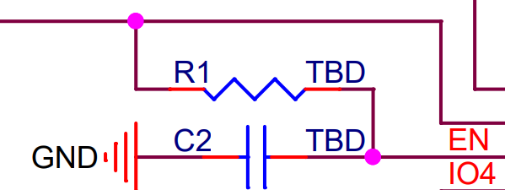 R1 TBD
C2 TBD
EN
GND
IO4